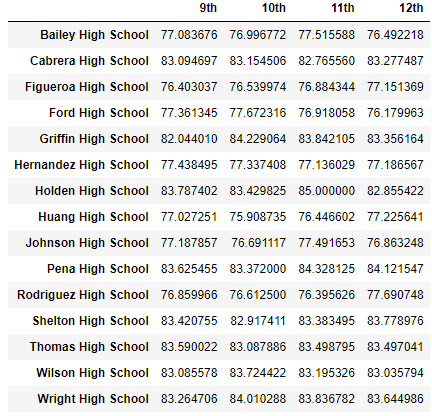 9th 10th 11th 12th
Bailey High School 77.083676 76.996772 77.515588 76.492218
Cabrera High School 83.094697 83.154506 82.765560 83.277487
Figueroa High School 76.403037 76.539974 76.884344 77.151369
Ford High School 77.361345 77.672316 76.918058 76.179963
Griffin High School 82.044010 84.229064 83.842105 83.356164
Hernandez High School 77.438495 77.337408 77.136029 77.186567
Holden High School 83.787402 83.429825 85.000000 82.855422
Huang High School 77.027251 75.908735 76.446602 77.225641
Johnson High School 77.187857 76.691117 77.491653 76.863248
Pena High School 83.625455 83.372000 84.328125 84.121547
Rodriguez High School 76.859966 76.612500 76.395626 77.690748
Shelton High School 83.420755 82.917411 83.383495 83.778976
Thomas High School 83.590022 83.087886 83.498795 83.497041
Wilson High School 83.085578 83.724422 83.195326 83.035794
Wright High School 83.264706 84.010288 83.836782 83.644986